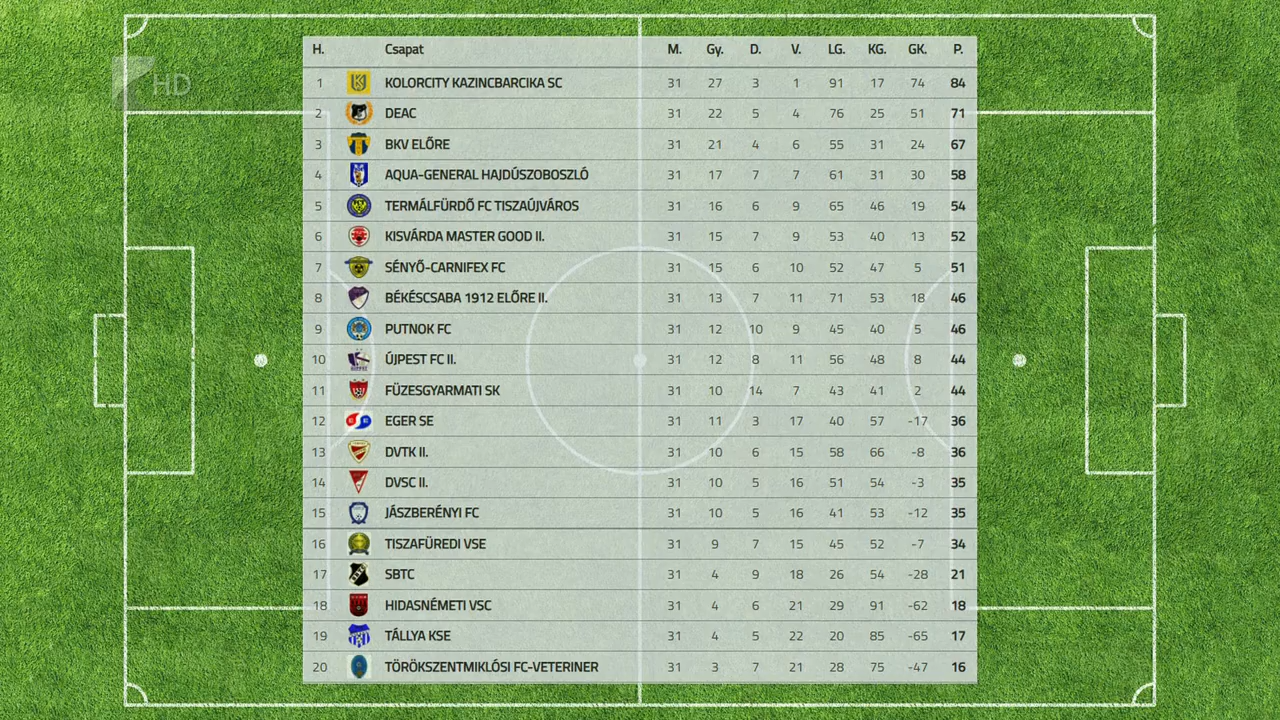 H. Csapat M. Gy. D. V. LG. KG. GK. P.
HD
1 KOLORCITY KAZINCBARCIKA SC 31 27 3 1 91 17 74 84
2 DEAC 31 22 5 4 76 25 51 71
3 BKV ELŐRE 31 21 4 6 55 31 24 67
4 AQUA-GENERAL HAJDÚSZOBOSZLÓ 31 17 7 7 61 31 30 58
5 TERMÁLFÜRDŐ FC TISZAÚJVÁROS 31 16 6 9 65 46 19 54
6 KISVÁRDA MASTER GOOD II. 31 15 7 9 53 40 13 52
7 SÉNYŐ-CARNIFEX FC 31 15 6 10 52 47 5 51
8 BÉKÉSCSABA 1912 ELŐRE II. 31 13 7 11 71 53 18 46
9 PUTNOK FC 31 12 10 9 45 40 5 46
10 ÚJPEST FC II. 31 12 8 11 56 48 8 44
11 FÜZESGYARMATI SK 31 10 14 7 43 41 2 44
12 EGER SE 31 11 3 17 40 57 -17 36
13 DVTK II. 31 10 6 15 58 66 -8 36
14 DVSC II. 31 10 5 16 51 54 -3 35
15 JÁSZBERÉNYI FC 31 10 5 16 41 53 -12 35
16 TISZAFÜREDI VSE 31 9 7 15 45 52 -7 34
17 SBTC 31 4 9 18 26 54 -28 21
18 HIDASNÉMETI VSC 31 4 6 21 29 91 -62 18
19 TÁLLYA KSE 31 4 5 22 20 85 -65 17
20 TÖRÖKSZENTMIKLÓSI FC-VETERINER 31 3 7 21 28 75 -47 16